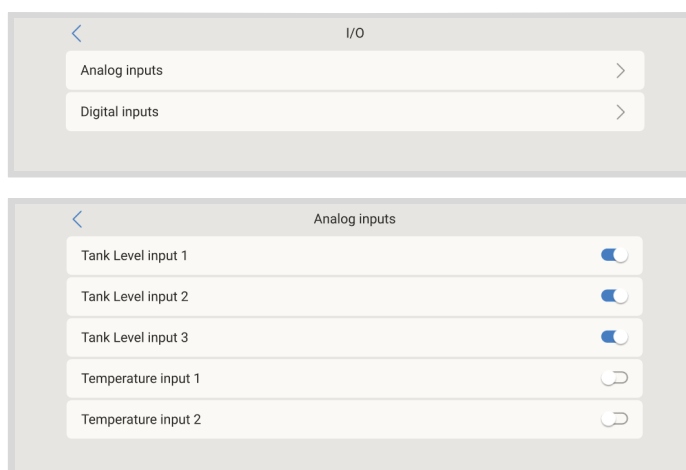 I/O
Analog inputs
Digital inputs
Analog inputs
Tank Level input 1
Tank Level input 2
Tank Level input 3
Temperature input 1
Temperature input 2